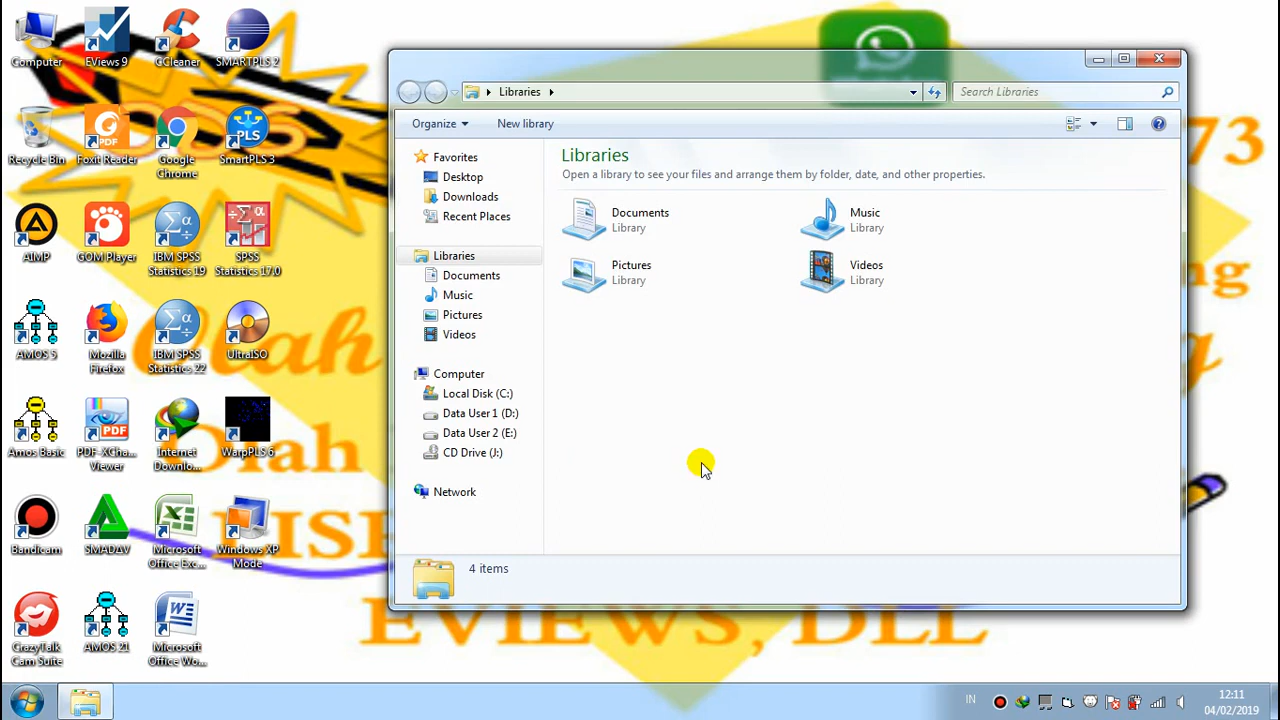 Computer
EViews 9
CCleaner
SMARTPLS 2
Recycle Bin
Foxit Reader
Google
Chrome
SmartPLS 3
AIMP
GOM Player
IBM SPSS
Statistics 19
SPSS
Statistics 17.0
AMOS 5
Mozilla
Firefox
IBM SPSS
Statistics 22
UltraISO
Amos Basic
PDF-XCha...
Viewer
Internet
Downlo...
WarpPLS 6
Bandicam
SMADΔV
Microsoft
Office Exc...
Windows XP
Mode
CrazyTalk
Cam Suite
AMOS 21
Microsoft
Office Wo...
Olah
Olah
EVIEWS, DLL
Libraries
Search Libraries
Organize
New library
Favorites
Desktop
Downloads
Recent Places
Libraries
Documents
Music
Pictures
Videos
Computer
Local Disk (C:)
Data User 1 (D:)
Data User 2 (E:)
CD Drive (J:)
Network
Libraries
Open a library to see your files and arrange them by folder, date, and other properties.
Documents
Library
Music
Library
Pictures
Library
Videos
Library
4 items
IN
12:11
04/02/2019